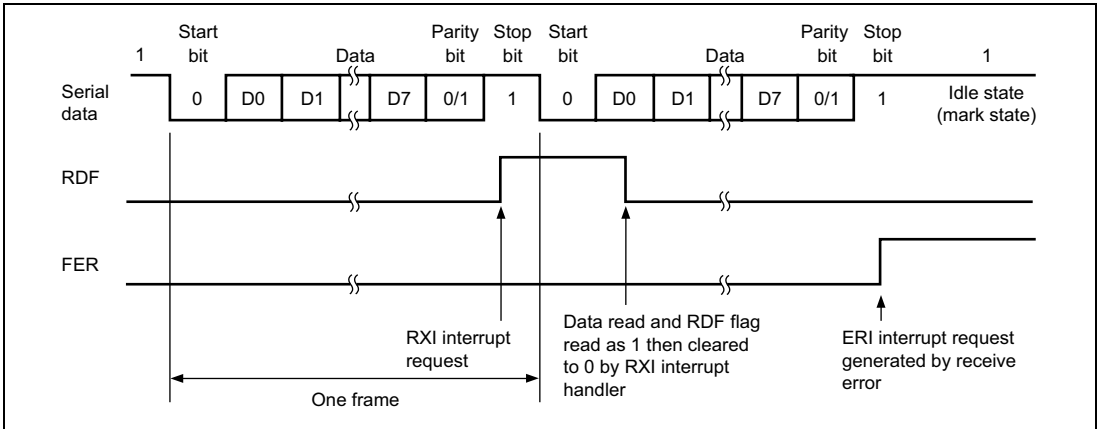 Start Parity Stop Start Parity Stop
1 bit Data bit bit bit Data bit bit 1
Serial data 0 D0 D1 D7 0/1 1 0 D0 D1 D7 0/1 1 Idle state (mark state)
RDF
FER
RXI interrupt
request
Data read and RDF flag
read as 1 then cleared
to 0 by RXI interrupt
handler
ERI interrupt request
generated by receive
error
One frame